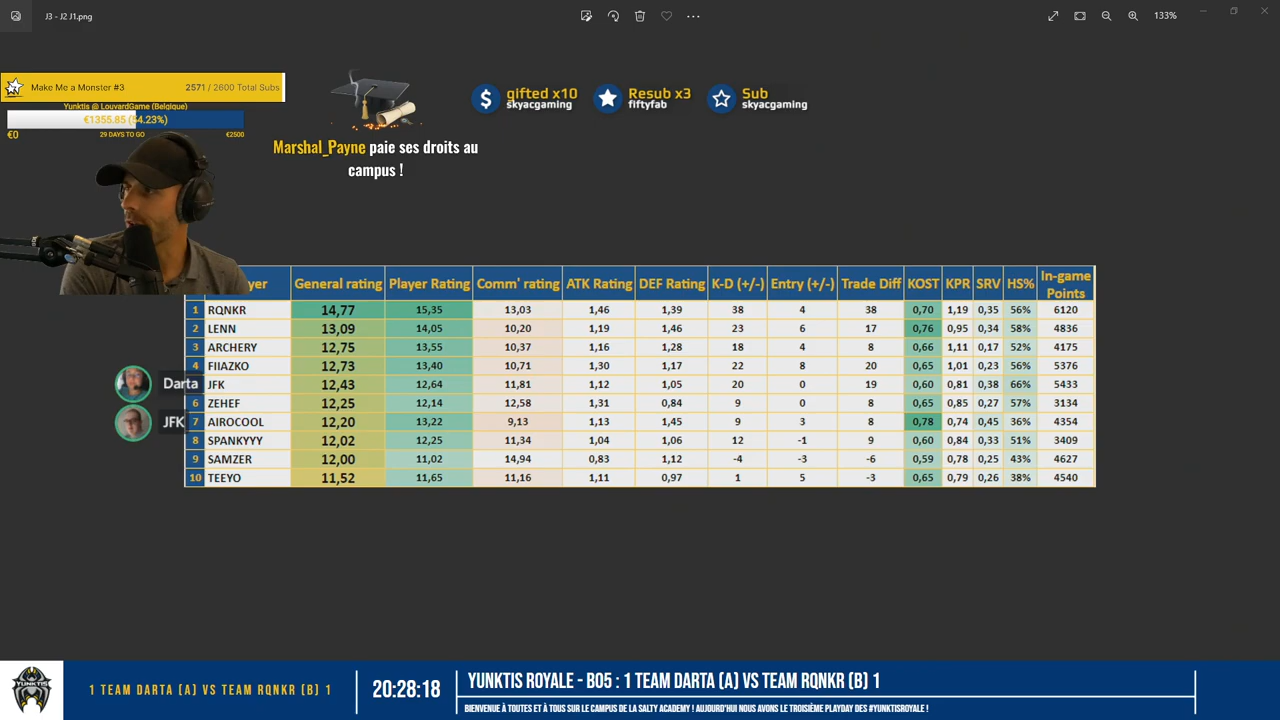 J3 - J2 J1.png
133%
Make Me a Monster #3 2571 / 2600 Total Subs
Yunktis @ LouvardGame (Belgique)
€1355.85 (54.23%)
€0 29 DAYS TO GO €2500
Marshal_Payne paie ses droits au
campus !
gifted x10
skyacgaming
Resub x3
fiftyfab
Sub
skyacgaming
General rating Player Rating Comm' rating ATK Rating DEF Rating K-D (+/-) Entry (+/-) Trade Diff KOST KPR SRV HS% In-game Points
1 RQNKR 14,77 15,35 13,03 1,46 1,39 38 4 38 0,70 1,19 0,35 56% 6120
2 LENN 13,09 14,05 10,20 1,19 1,46 23 6 17 0,76 0,95 0,34 58% 4836
3 ARCHERY 12,75 13,55 10,37 1,16 1,28 18 4 8 0,66 1,11 0,17 52% 4175
4 FIIAZKO 12,73 13,40 10,71 1,30 1,17 22 8 20 0,65 1,01 0,23 56% 5376
JFK 12,43 12,64 11,81 1,12 1,05 20 0 19 0,60 0,81 0,38 66% 5433
6 ZEHEF 12,25 12,14 12,58 1,31 0,84 9 0 8 0,65 0,85 0,27 57% 3134
7 AIROCOOL 12,20 13,22 9,13 1,13 1,45 9 3 8 0,78 0,74 0,45 36% 4354
8 SPANKYYY 12,02 12,25 11,34 1,04 1,06 12 -1 9 0,60 0,84 0,33 51% 3409
9 SAMZER 12,00 11,02 14,94 0,83 1,12 -4 -3 -6 0,59 0,78 0,25 43% 4627
10 TEEYO 11,52 11,65 11,16 1,11 0,97 1 5 -3 0,65 0,79 0,26 38% 4540
Darta
JFK
YUNKTIS
1 TEAM DARTA (A) VS TEAM RQNKR (B) 1
20:28:18
YUNKTIS ROYALE - BO5 : 1 TEAM DARTA (A) VS TEAM RQNKR (B) 1
BIENVENUE À TOUTES ET À TOUS SUR LE CAMPUS DE LA SALTY ACADEMY ! AUJOURD'HUI NOUS AVONS LE TROISIÈME PLAYDAY DES #YUNKTISROYALE !